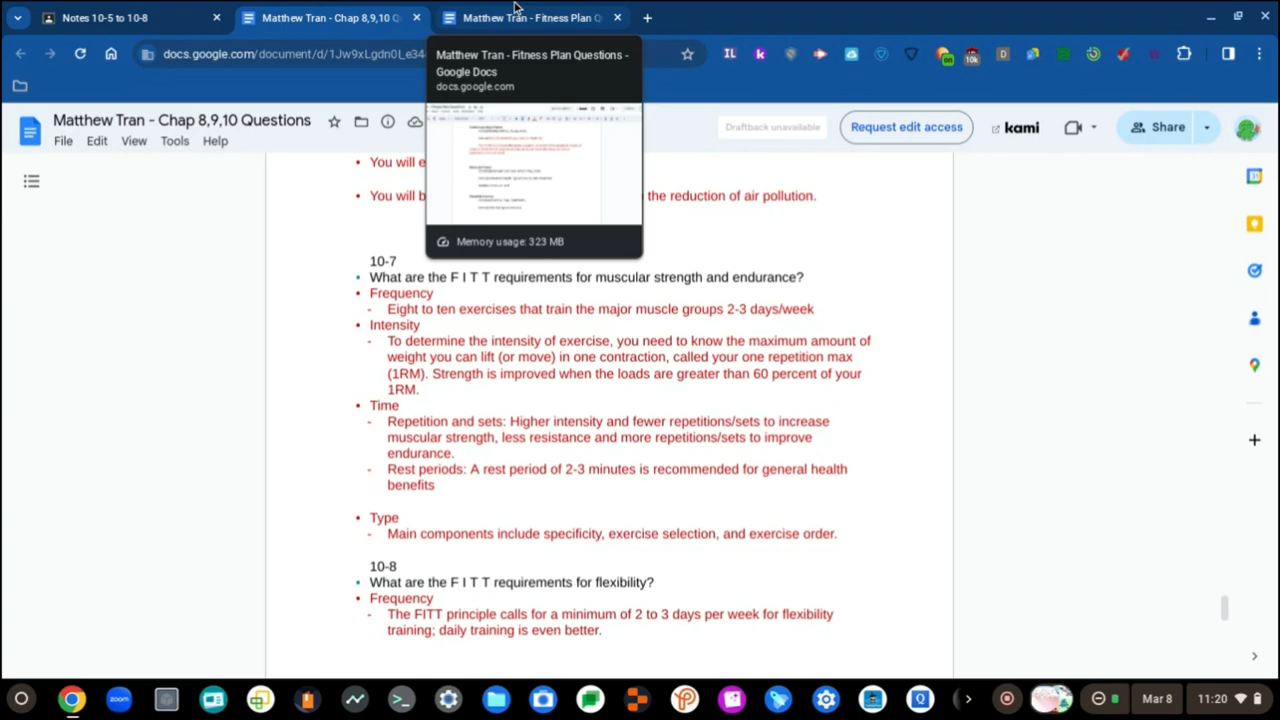 Notes 10-5 to 10-8
Matthew Tran - Chap 8,9,10 Q
Matthew Tran - Fitness Plan Q
docs.google.com/document/d/1Jw9xLgdn0l_e34
Matthew Tran - Fitness Plan Questions -
Google Docs
docs.google.com
Memory usage: 323 MB
Matthew Tran - Chap 8,9,10 Questions
File Edit View Tools Help
Draftback unavailable
Request edit access
kami
Share
IL
k
on
10k
D
You will e
You will b
the reduction of air pollution.
10-7
• What are the F I T T requirements for muscular strength and endurance?
• Frequency
- Eight to ten exercises that train the major muscle groups 2-3 days/week
• Intensity
- To determine the intensity of exercise, you need to know the maximum amount of
weight you can lift (or move) in one contraction, called your one repetition max
(1RM). Strength is improved when the loads are greater than 60 percent of your
1RM.
• Time
- Repetition and sets: Higher intensity and fewer repetitions/sets to increase
muscular strength, less resistance and more repetitions/sets to improve
endurance.
- Rest periods: A rest period of 2-3 minutes is recommended for general health
benefits
• Type
- Main components include specificity, exercise selection, and exercise order.
10-8
• What are the F I T T requirements for flexibility?
• Frequency
- The FITT principle calls for a minimum of 2 to 3 days per week for flexibility
training; daily training is even better.
zoom
Mar 8
11:20